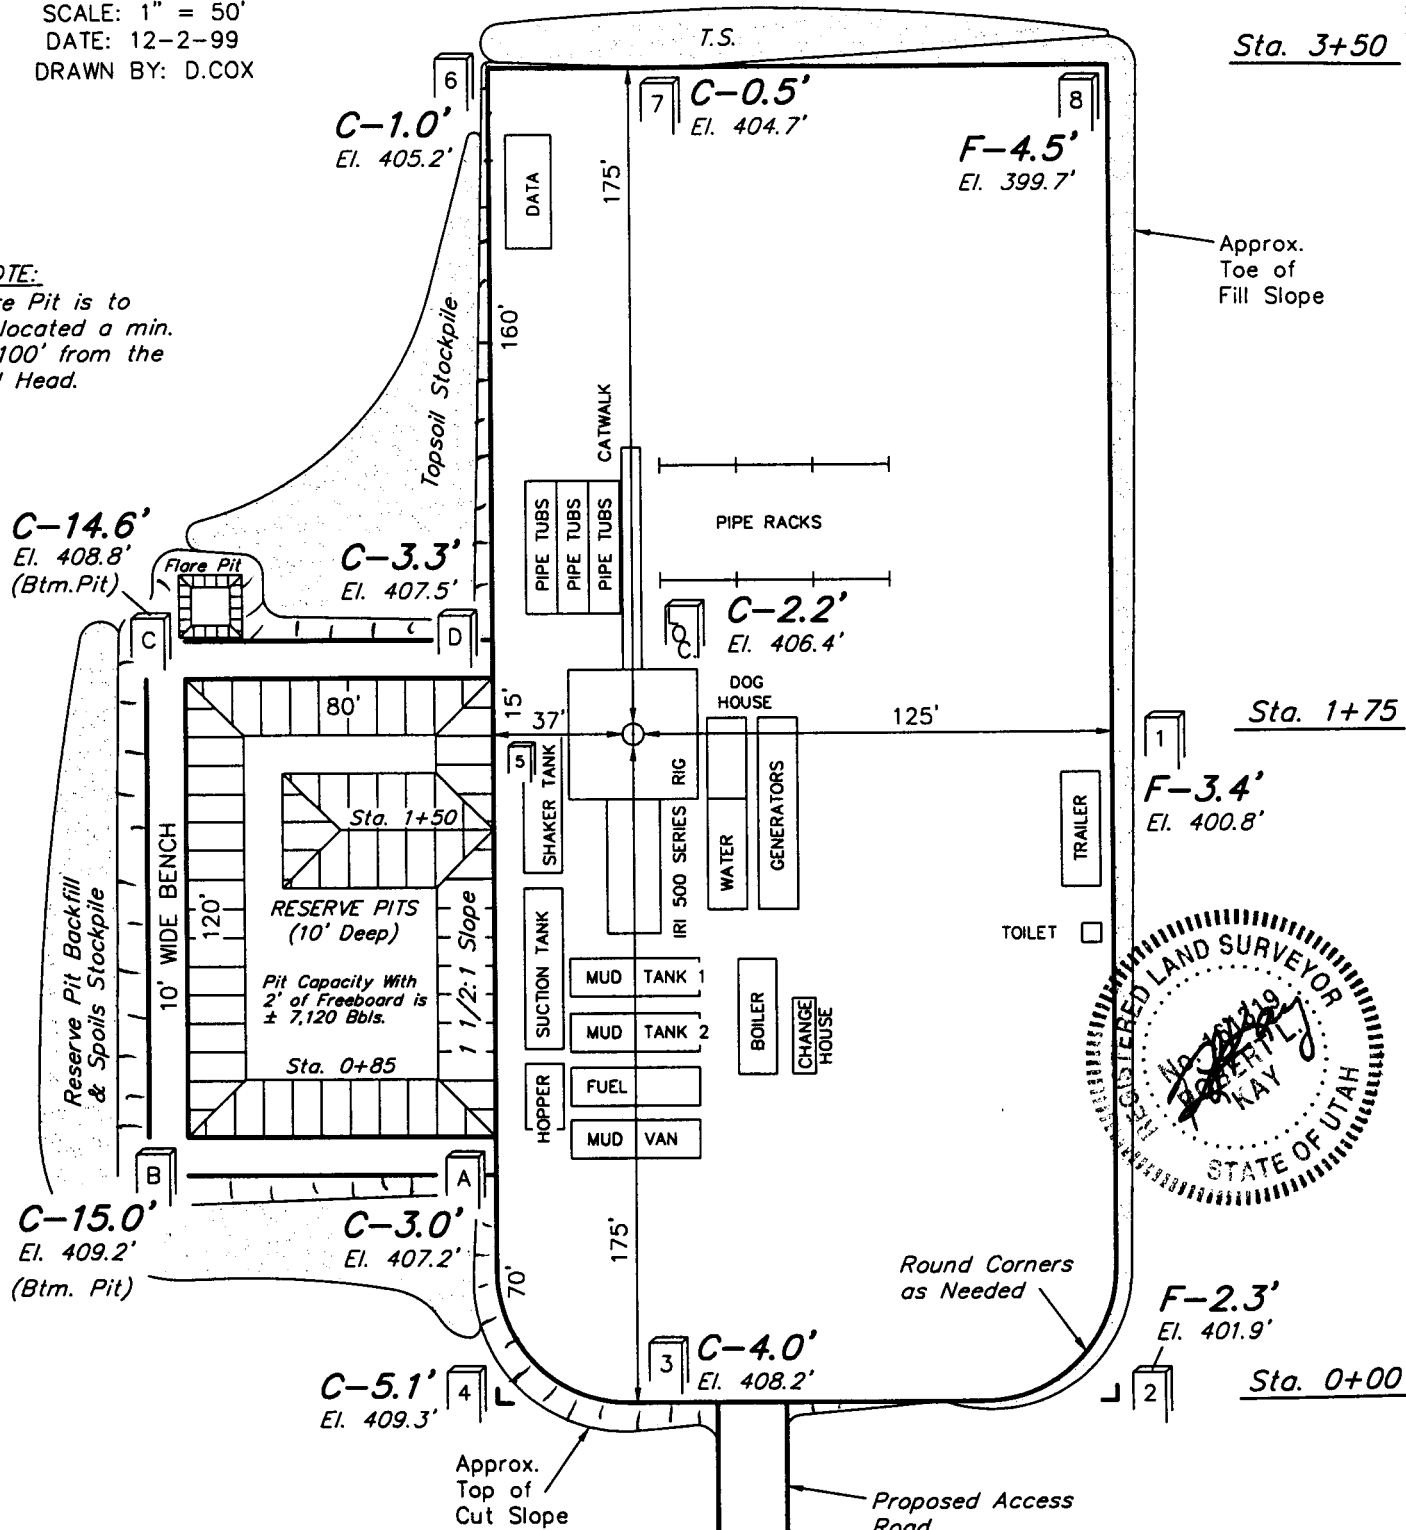 SCALE: 1" = 50'
DATE: 12-2-99
DRAWN BY: D.COX
T.S.
Sta. 3+50
6
C-1.0'
El. 405.2'
7
C-0.5'
El. 404.7'
8
F-4.5'
El. 399.7'
DATA
175'
Approx.
Toe of
Fill Slope
OTE:
re Pit is to
located a min.
100' from the
l Head.
160'
Topsoil Stockpile
CATWALK
PIPE TUBS
PIPE TUBS
PIPE TUBS
PIPE RACKS
C-14.6'
El. 408.8'
(Btm.Pit)
Flare Pit
C-3.3'
El. 407.5'
C
D
LOC.
C-2.2'
El. 406.4'
DOG
HOUSE
80'
15'
37'
125'
Sta. 1+75
1
F-3.4'
El. 400.8'
5
SHAKER TANK
IRI 500 SERIES RIG
WATER
GENERATORS
TRAILER
Sta. 1+50
10' WIDE BENCH
120'
RESERVE PITS
(10' Deep)
1 1/2:1 Slope
Pit Capacity With
2' of Freeboard is
± 7,120 Bbls.
Sta. 0+85
Reserve Pit Backfill
& Spoils Stockpile
SUCTION TANK
HOPPER
MUD TANK 1
MUD TANK 2
FUEL
MUD VAN
BOILER
CHANGE
HOUSE
TOILET
REGISTERED LAND SURVEYOR
No. 161319
ROBERT L.
KAY
STATE OF UTAH
B
A
C-15.0'
El. 409.2'
(Btm. Pit)
C-3.0'
El. 407.2'
70'
175'
Round Corners
as Needed
F-2.3'
El. 401.9'
2
3
C-4.0'
El. 408.2'
C-5.1'
El. 409.3'
4
Sta. 0+00
Approx.
Top of
Cut Slope
Proposed Access
Road